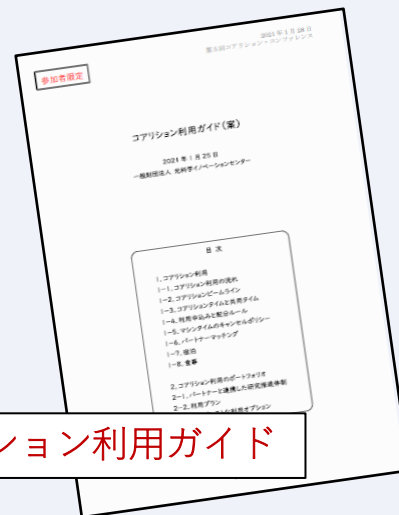 2021年1月28日
第五回コアリション・コンファレンス
参加者限定
コアリション利用ガイド（案）
2021年1月25日
一般財団法人 光科学イノベーションセンター
目 次
1. コアリション利用
1-1. コアリション利用の流れ
1-2. コアリションビームライン
1-3. コアリションタイムと共用タイム
1-4. 利用申込みと配分ルール
1-5. マシンタイムのキャンセルポリシー
1-6. パートナーマッチング
1-7. 宿泊
1-8. 食事
2. コアリション利用のポートフォリオ
2-1. パートナーと連携した研究推進体制
2-2. 利用プラン
利用オプション
ション利用ガイド